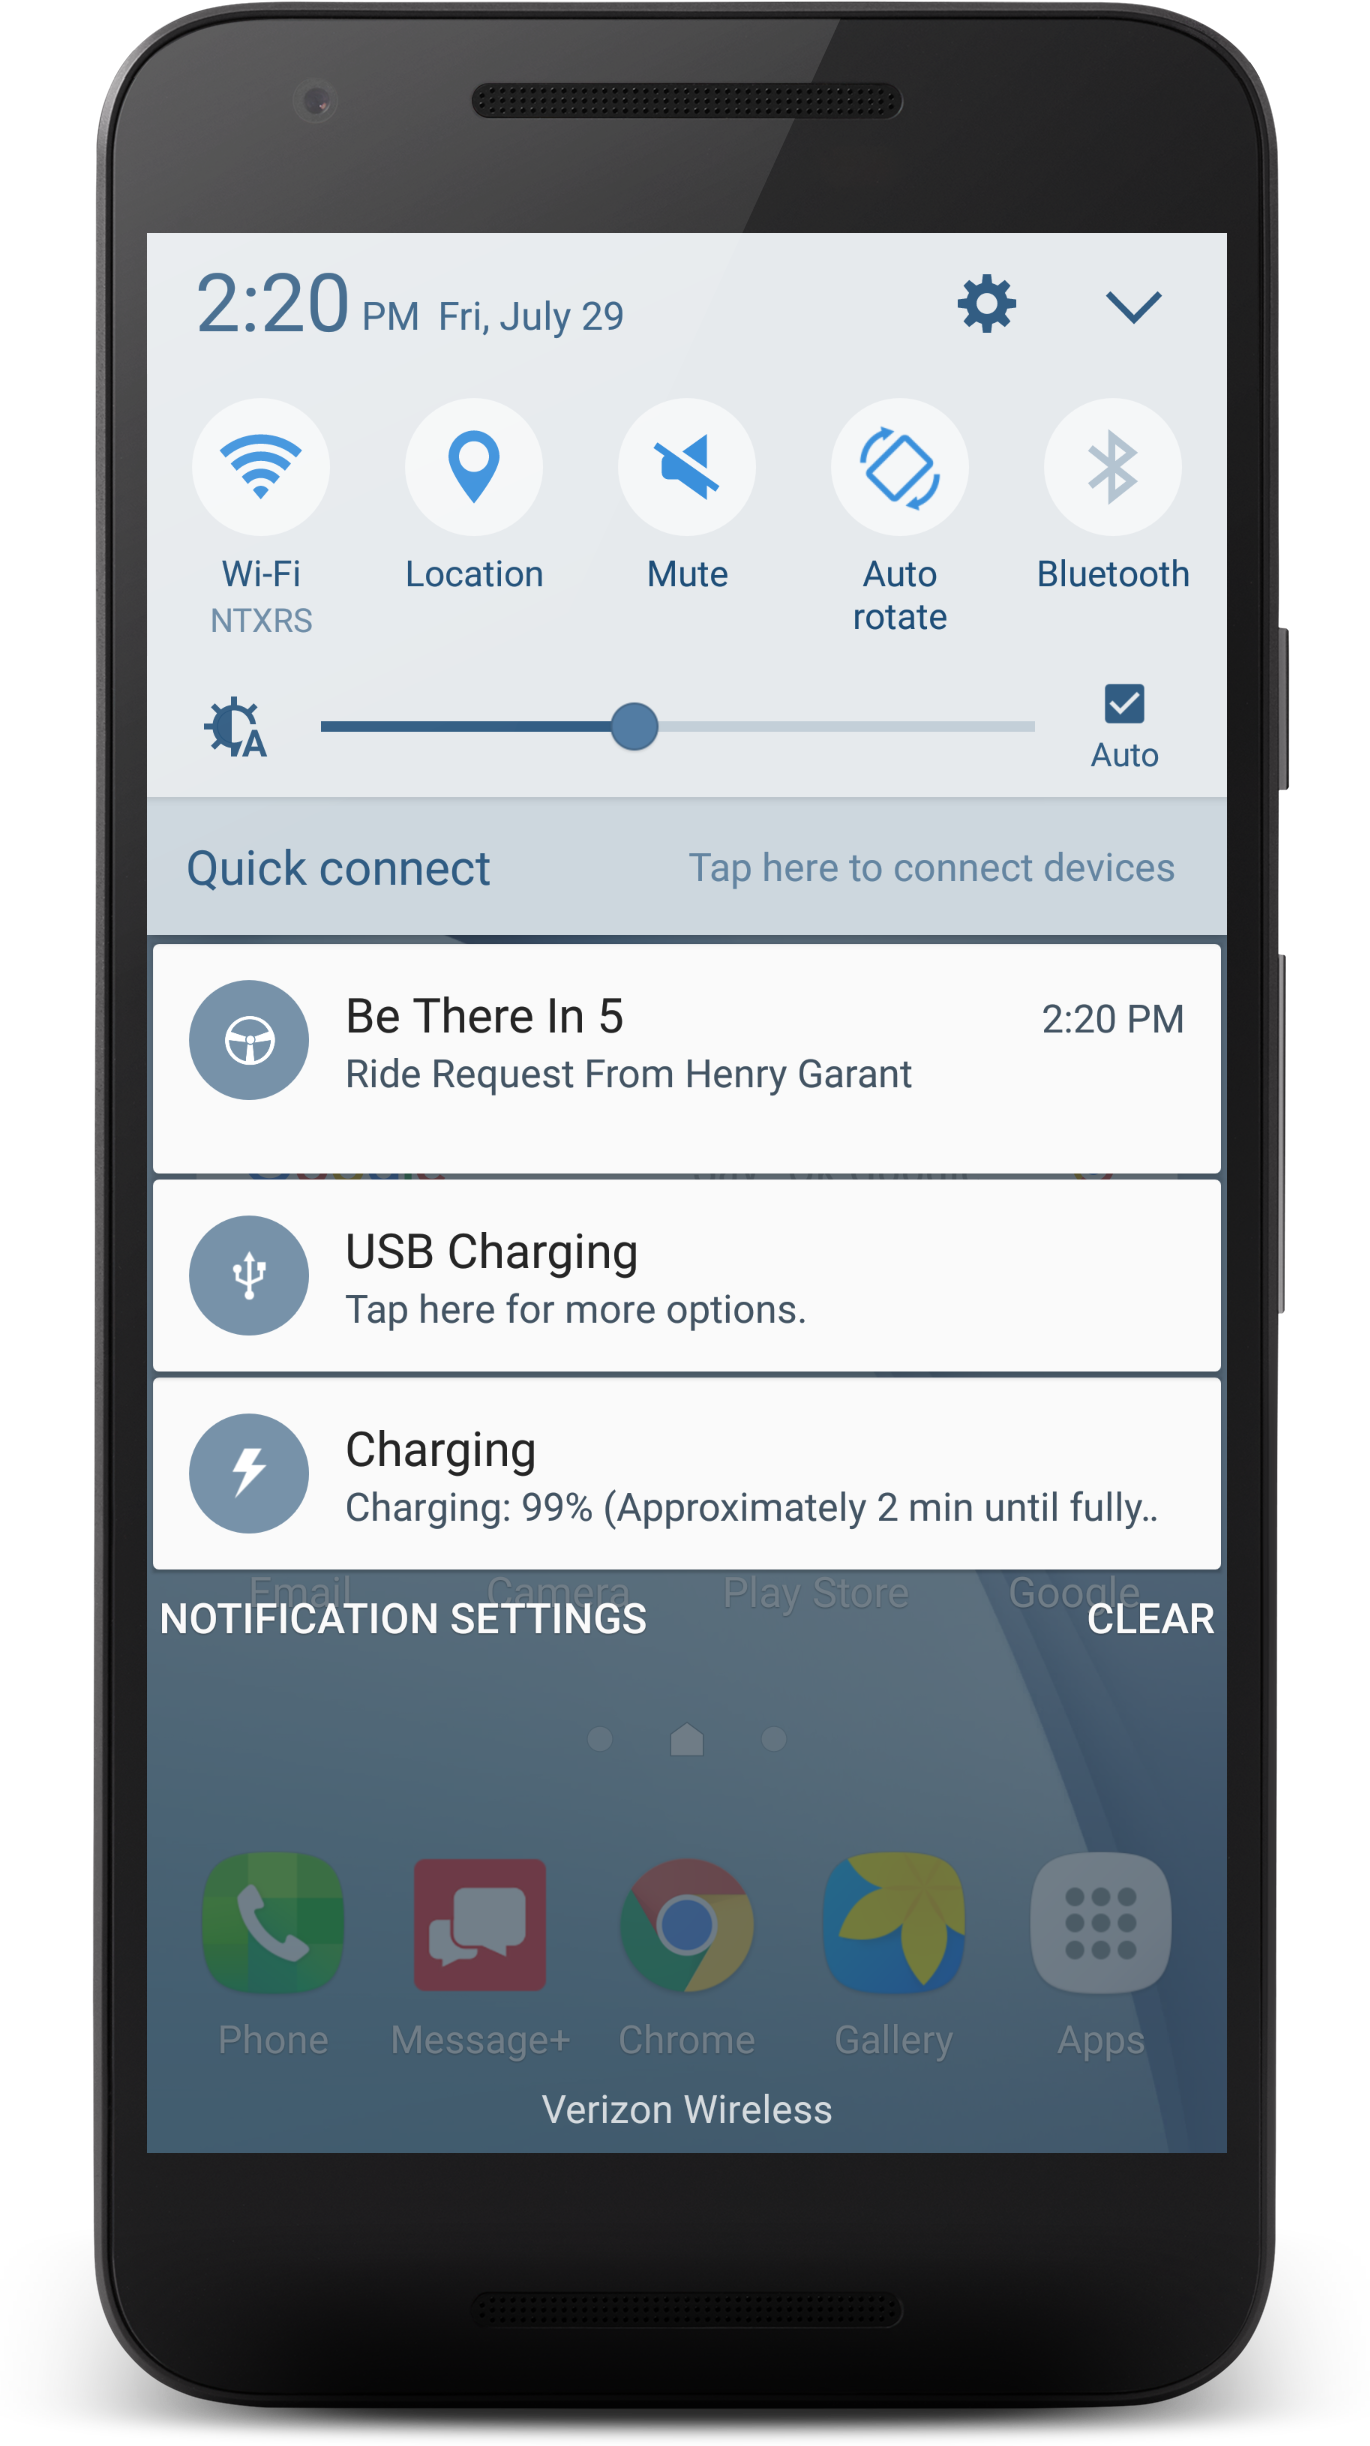 2:20 PM Fri, July 29
Wi-Fi
NTXRS
Location
Mute
Auto
rotate
Bluetooth
A
Auto
Quick connect
Tap here to connect devices
Be There In 5
2:20 PM
Ride Request From Henry Garant
USB Charging
Tap here for more options.
Charging
Charging: 99% (Approximately 2 min until fully..
Email
Camera
Play Store
Google
NOTIFICATION SETTINGS
CLEAR
Phone
Message+
Chrome
Gallery
Apps
Verizon Wireless